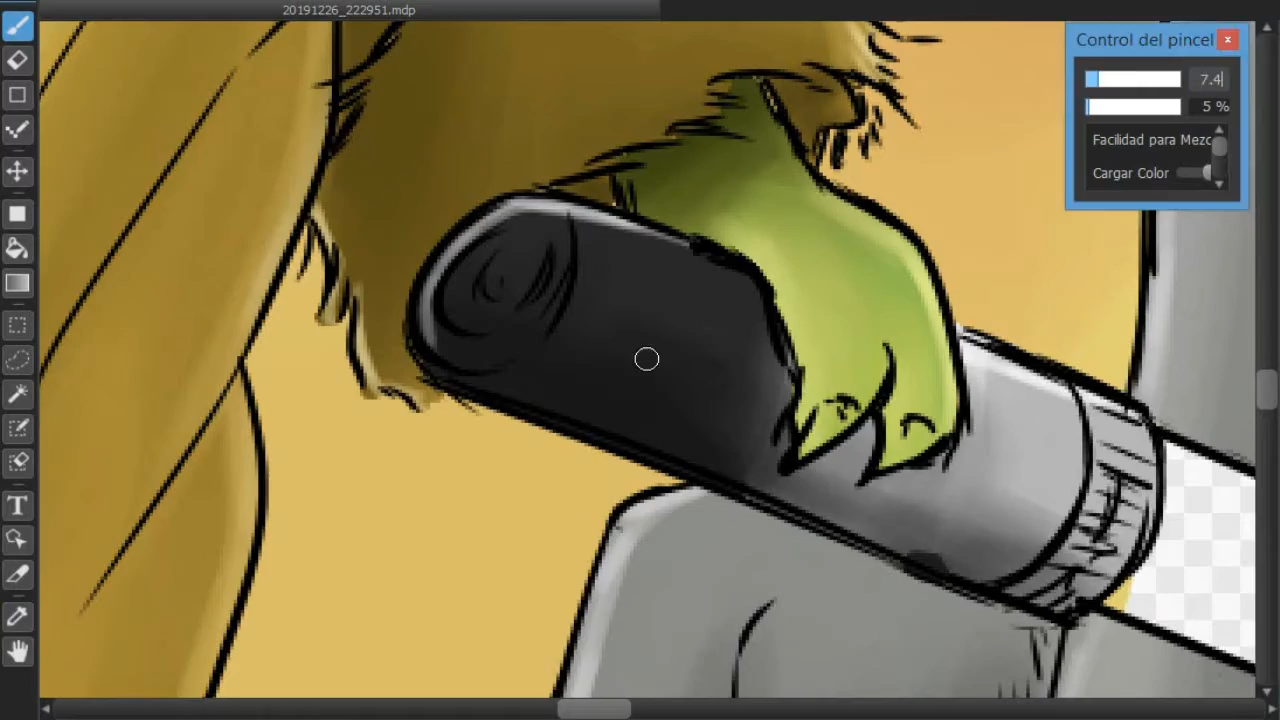 20191226_222951.mdp
Control del pincel
7.4
5 %
Facilidad para Mezc
Cargar Color
T